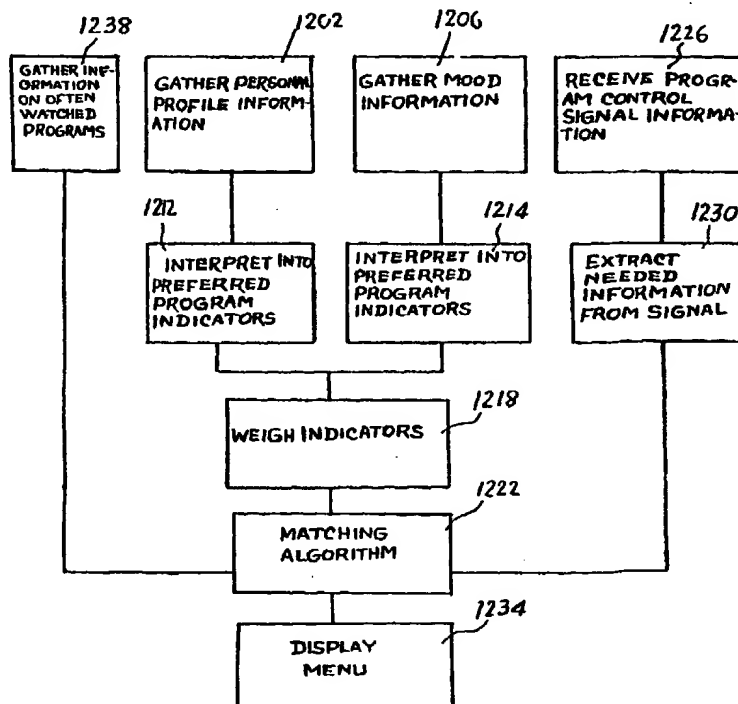 1238
1202
1206
1226
GATHER INF-
ORMATION
ON OFTEN
WATCHED
PROGRAMS
GATHER PERSONAL
PROFILE INFORM-
ATION
GATHER MOOD
INFORMATION
RECEIVE PROGR-
AM CONTROL
SIGNAL INFORMA-
TION
1212
1214
1230
INTERPRET INTO
PREFERRED
PROGRAM
INDICATORS
INTERPRET INTO
PREFERRED
PROGRAM
INDICATORS
EXTRACT
NEEDED
INFORMATION
FROM SIGNAL
1218
WEIGH INDICATORS
1222
MATCHING
ALGORITHM
1234
DISPLAY
MENU